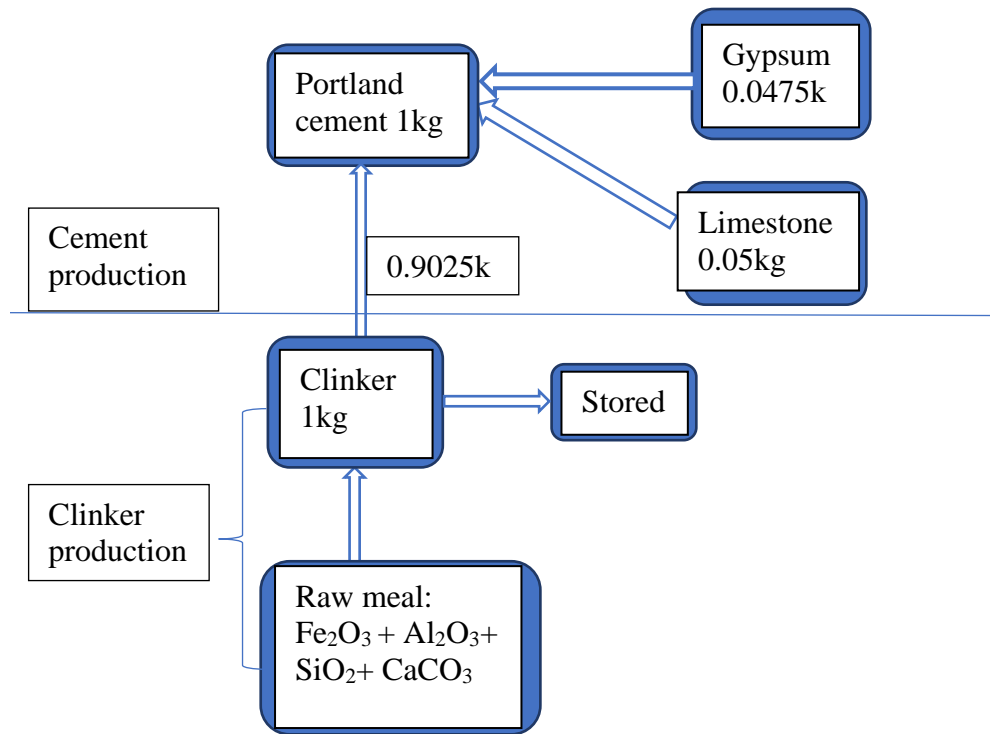 Gypsum
0.0475k
Portland
cement 1kg
Limestone
0.05kg
Cement
production
0.9025k
Clinker
1kg
Stored
Clinker
production
Raw meal:
Fe₂O₃ + Al₂O₃+
SiO₂+ CaCO₃